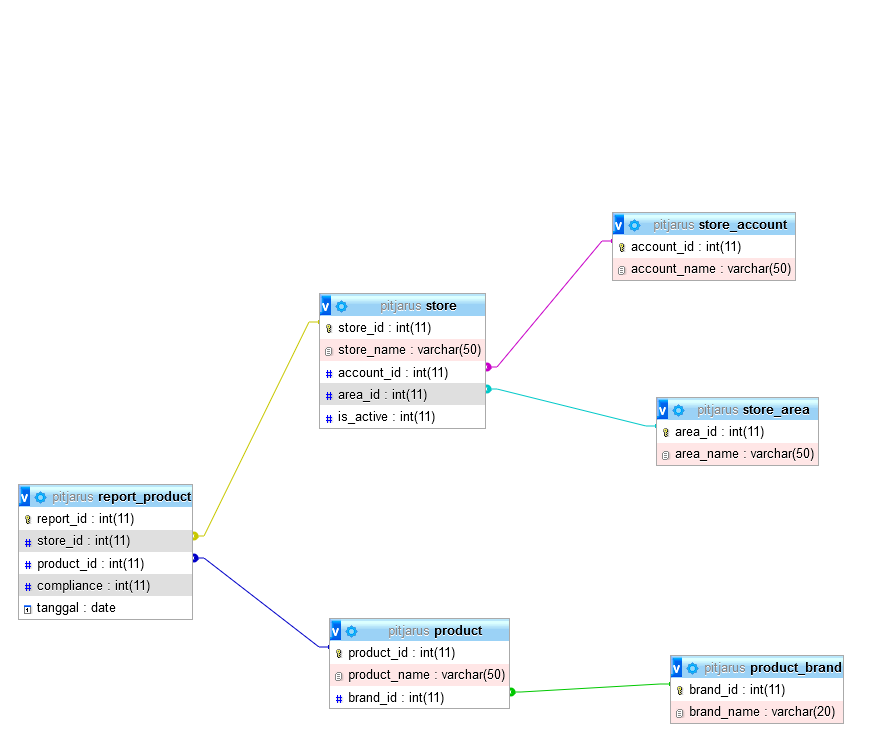 v pitjarus store_account
account_id : int(11)
account_name : varchar(50)
v pitjarus store
store_id : int(11)
store_name : varchar(50)
# account_id : int(11)
# area_id : int(11)
# is_active : int(11)
v pitjarus store_area
area_id : int(11)
area_name : varchar(50)
v pitjarus report_product
report_id : int(11)
# store_id : int(11)
# product_id : int(11)
# compliance : int(11)
tanggal : date
v pitjarus product
product_id : int(11)
product_name : varchar(50)
# brand_id : int(11)
v pitjarus product_brand
brand_id : int(11)
brand_name : varchar(20)